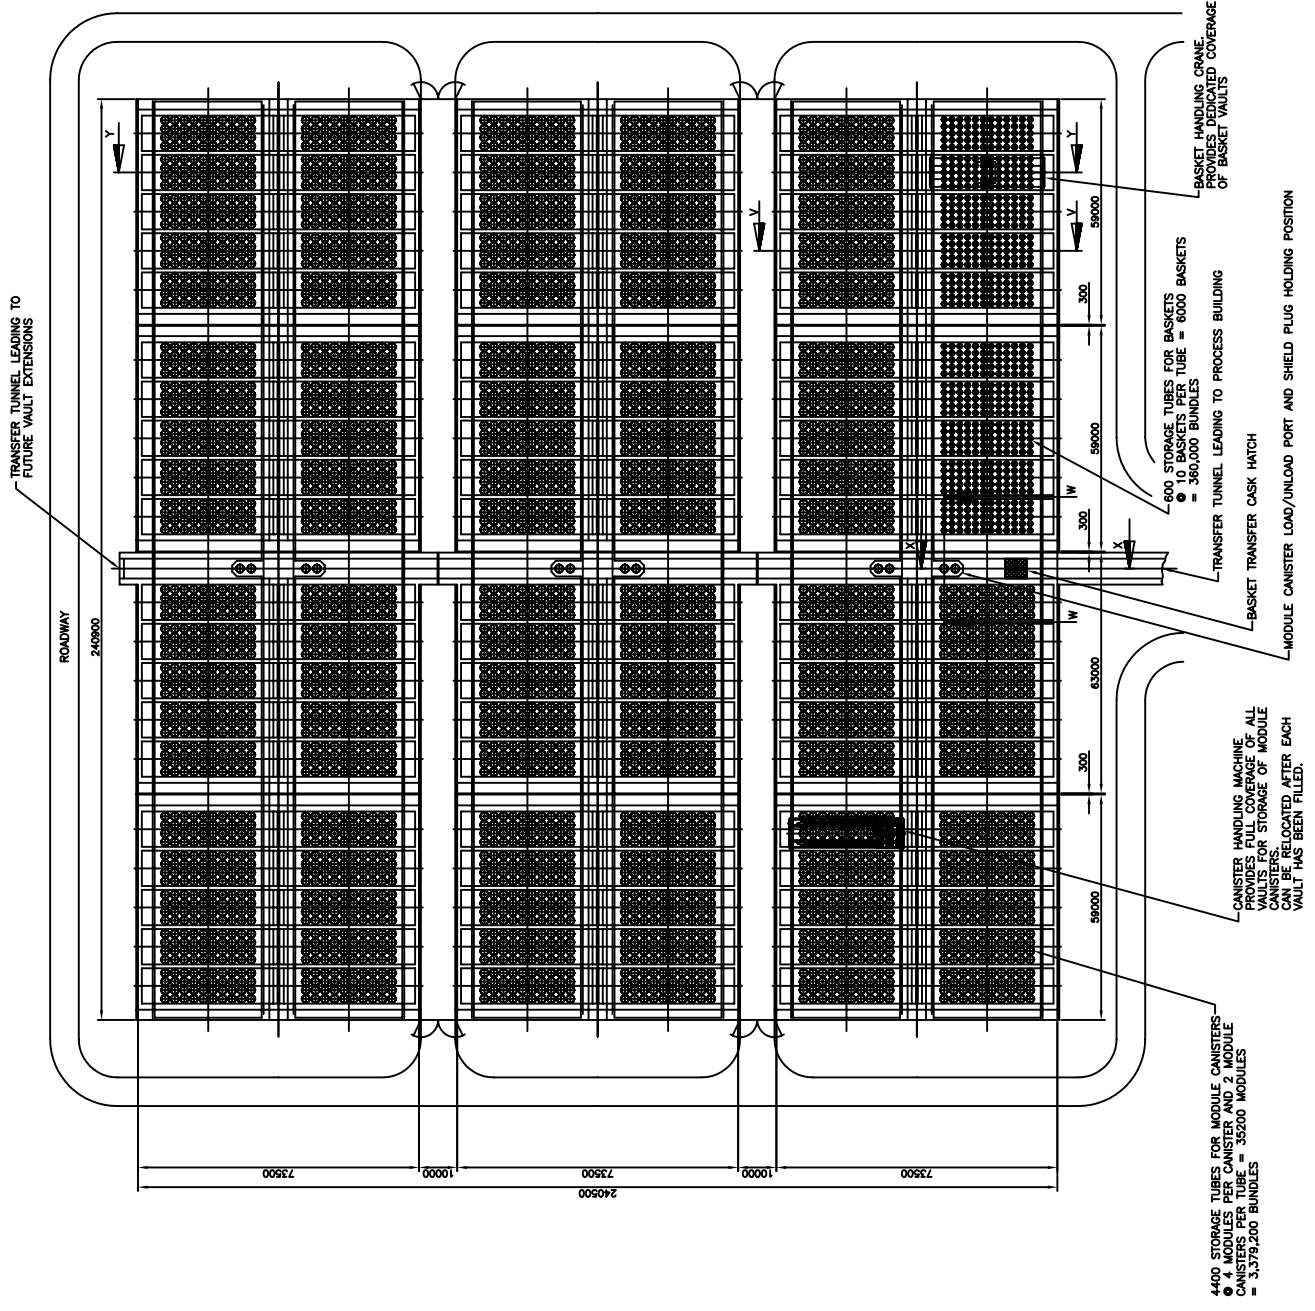 TRANSFER TUNNEL LEADING TO
FUTURE VAULT EXTENSIONS
ROADWAY
240900
Y
Y
V
V
BASKET HANDLING CRANE.
PROVIDES DEDICATED COVERAGE
OF BASKET VAULTS
59000
300
59000
300
63000
300
59000
600 STORAGE TUBES FOR BASKETS
@ 10 BASKETS PER TUBE = 6000 BASKETS
= 360,000 BUNDLES
W
W
X
X
TRANSFER TUNNEL LEADING TO PROCESS BUILDING
BASKET TRANSFER CASK HATCH
MODULE CANISTER LOAD/UNLOAD PORT AND SHIELD PLUG HOLDING POSITION
CANISTER HANDLING MACHINE
PROVIDES FULL COVERAGE OF ALL
VAULTS FOR STORAGE OF MODULE
CANISTERS.
CAN BE RELOCATED AFTER EACH
VAULT HAS BEEN FILLED.
4400 STORAGE TUBES FOR MODULE CANISTERS
@ 4 MODULES PER CANISTER AND 2 MODULE
CANISTERS PER TUBE = 35200 MODULES
= 3,379,200 BUNDLES
73500
10000
73500
10000
73500
240500